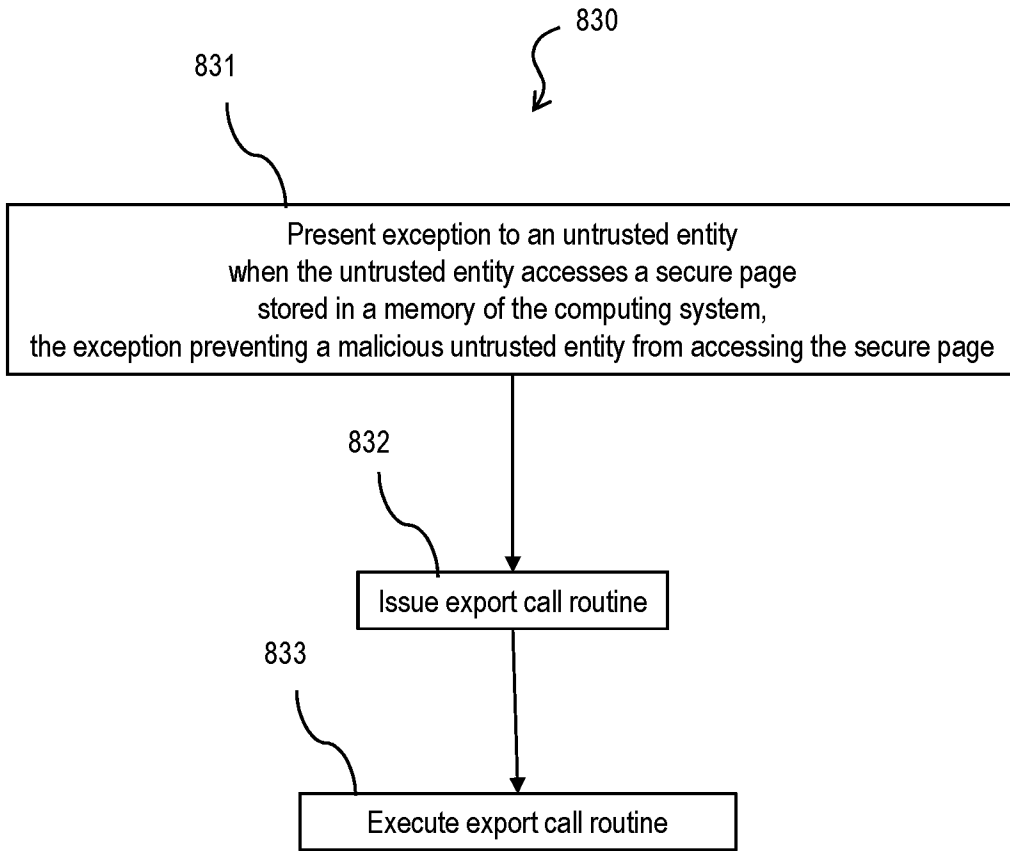 830
831
Present exception to an untrusted entity
when the untrusted entity accesses a secure page
stored in a memory of the computing system,
the exception preventing a malicious untrusted entity from accessing the secure page
832
Issue export call routine
833
Execute export call routine